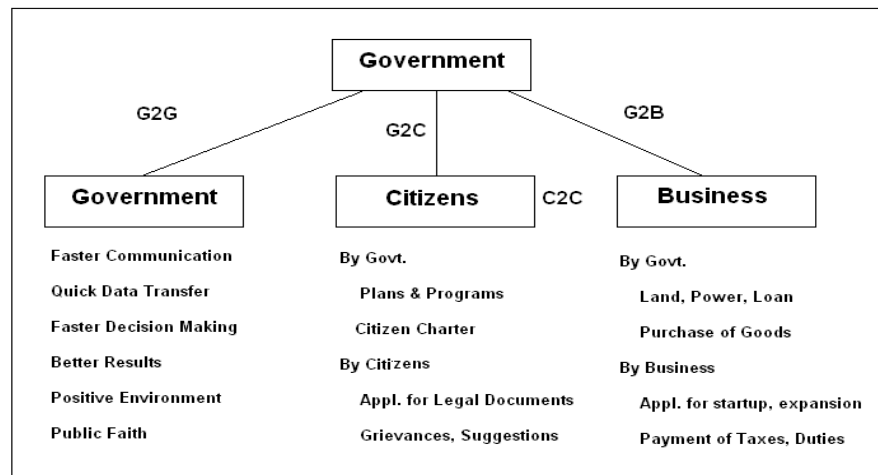 Government
G2G
G2C
G2B
Government
Citizens
C2C
Business
Faster Communication
Quick Data Transfer
Faster Decision Making
Better Results
Positive Environment
Public Faith
By Govt.
Plans & Programs
Citizen Charter
By Citizens
Appl. for Legal Documents
Grievances, Suggestions
By Govt.
Land, Power, Loan
Purchase of Goods
By Business
Appl. for startup, expansion
Payment of Taxes, Duties